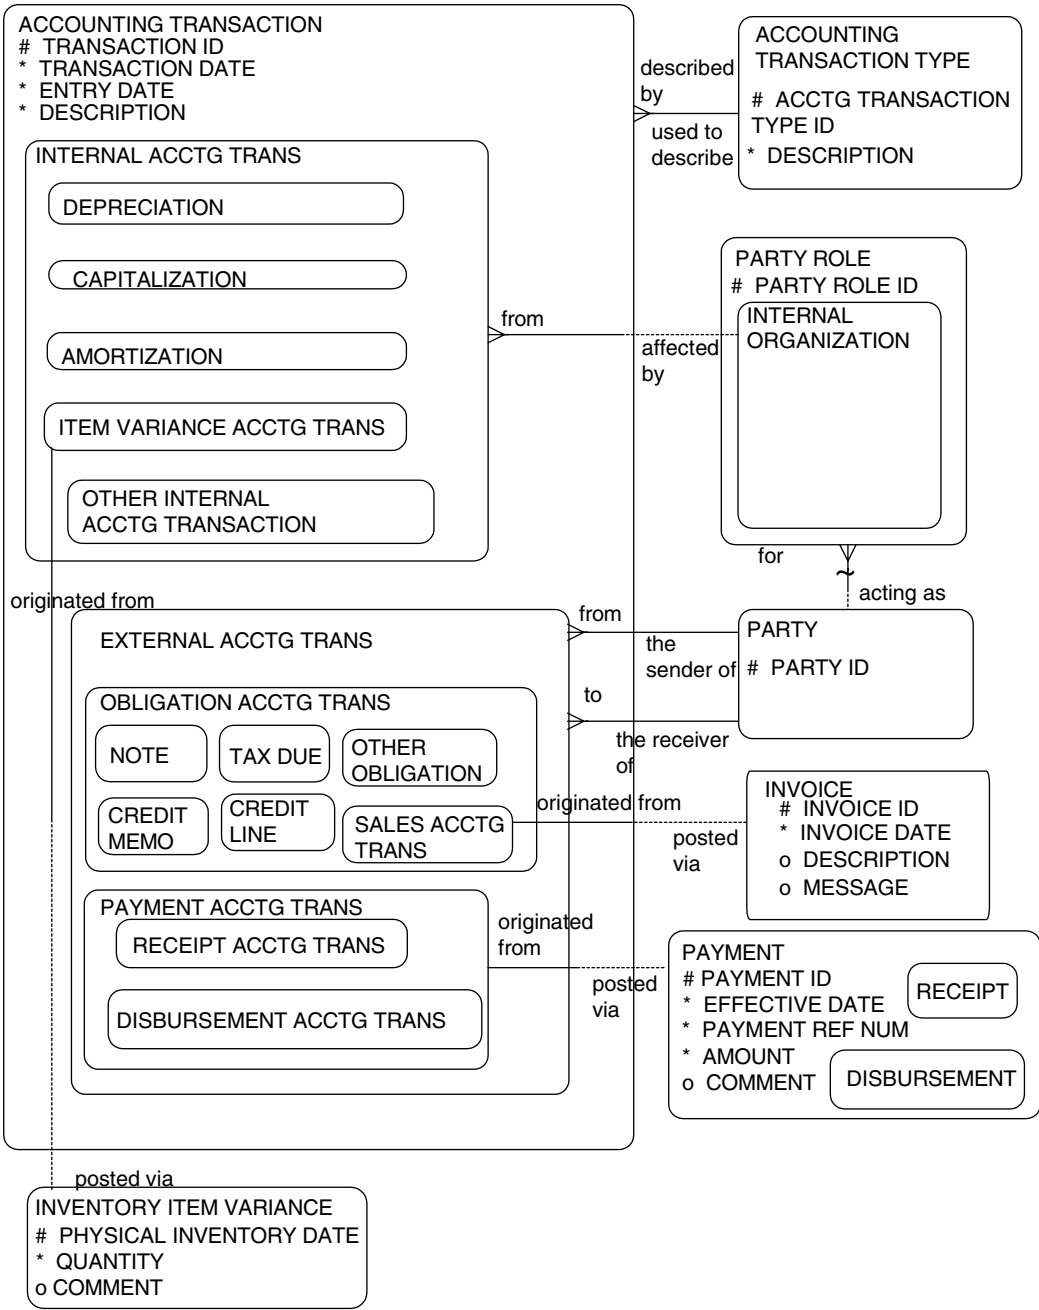 ACCOUNTING TRANSACTION
# TRANSACTION ID
* TRANSACTION DATE
* ENTRY DATE
* DESCRIPTION
INTERNAL ACCTG TRANS
DEPRECIATION
CAPITALIZATION
AMORTIZATION
ITEM VARIANCE ACCTG TRANS
OTHER INTERNAL
ACCTG TRANSACTION
described
by
used to
describe
ACCOUNTING
TRANSACTION TYPE
# ACCTG TRANSACTION
TYPE ID
* DESCRIPTION
from
affected
by
PARTY ROLE
# PARTY ROLE ID
INTERNAL
ORGANIZATION
for
~
acting as
originated from
EXTERNAL ACCTG TRANS
from
the
sender of
PARTY
# PARTY ID
to
the receiver
of
OBLIGATION ACCTG TRANS
NOTE
TAX DUE
OTHER
OBLIGATION
CREDIT
MEMO
CREDIT
LINE
SALES ACCTG
TRANS
originated from
posted
via
INVOICE
# INVOICE ID
* INVOICE DATE
o DESCRIPTION
o MESSAGE
PAYMENT ACCTG TRANS
RECEIPT ACCTG TRANS
DISBURSEMENT ACCTG TRANS
originated
from
posted
via
PAYMENT
# PAYMENT ID
* EFFECTIVE DATE
* PAYMENT REF NUM
* AMOUNT
o COMMENT
RECEIPT
DISBURSEMENT
posted via
INVENTORY ITEM VARIANCE
# PHYSICAL INVENTORY DATE
* QUANTITY
o COMMENT